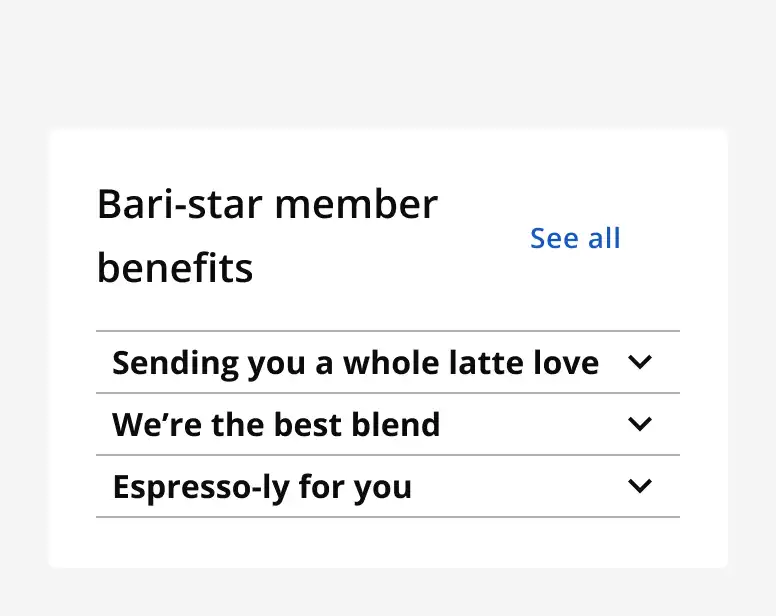 Bari-star member
benefits
See all
Sending you a whole latte love
We’re the best blend
Espresso-ly for you